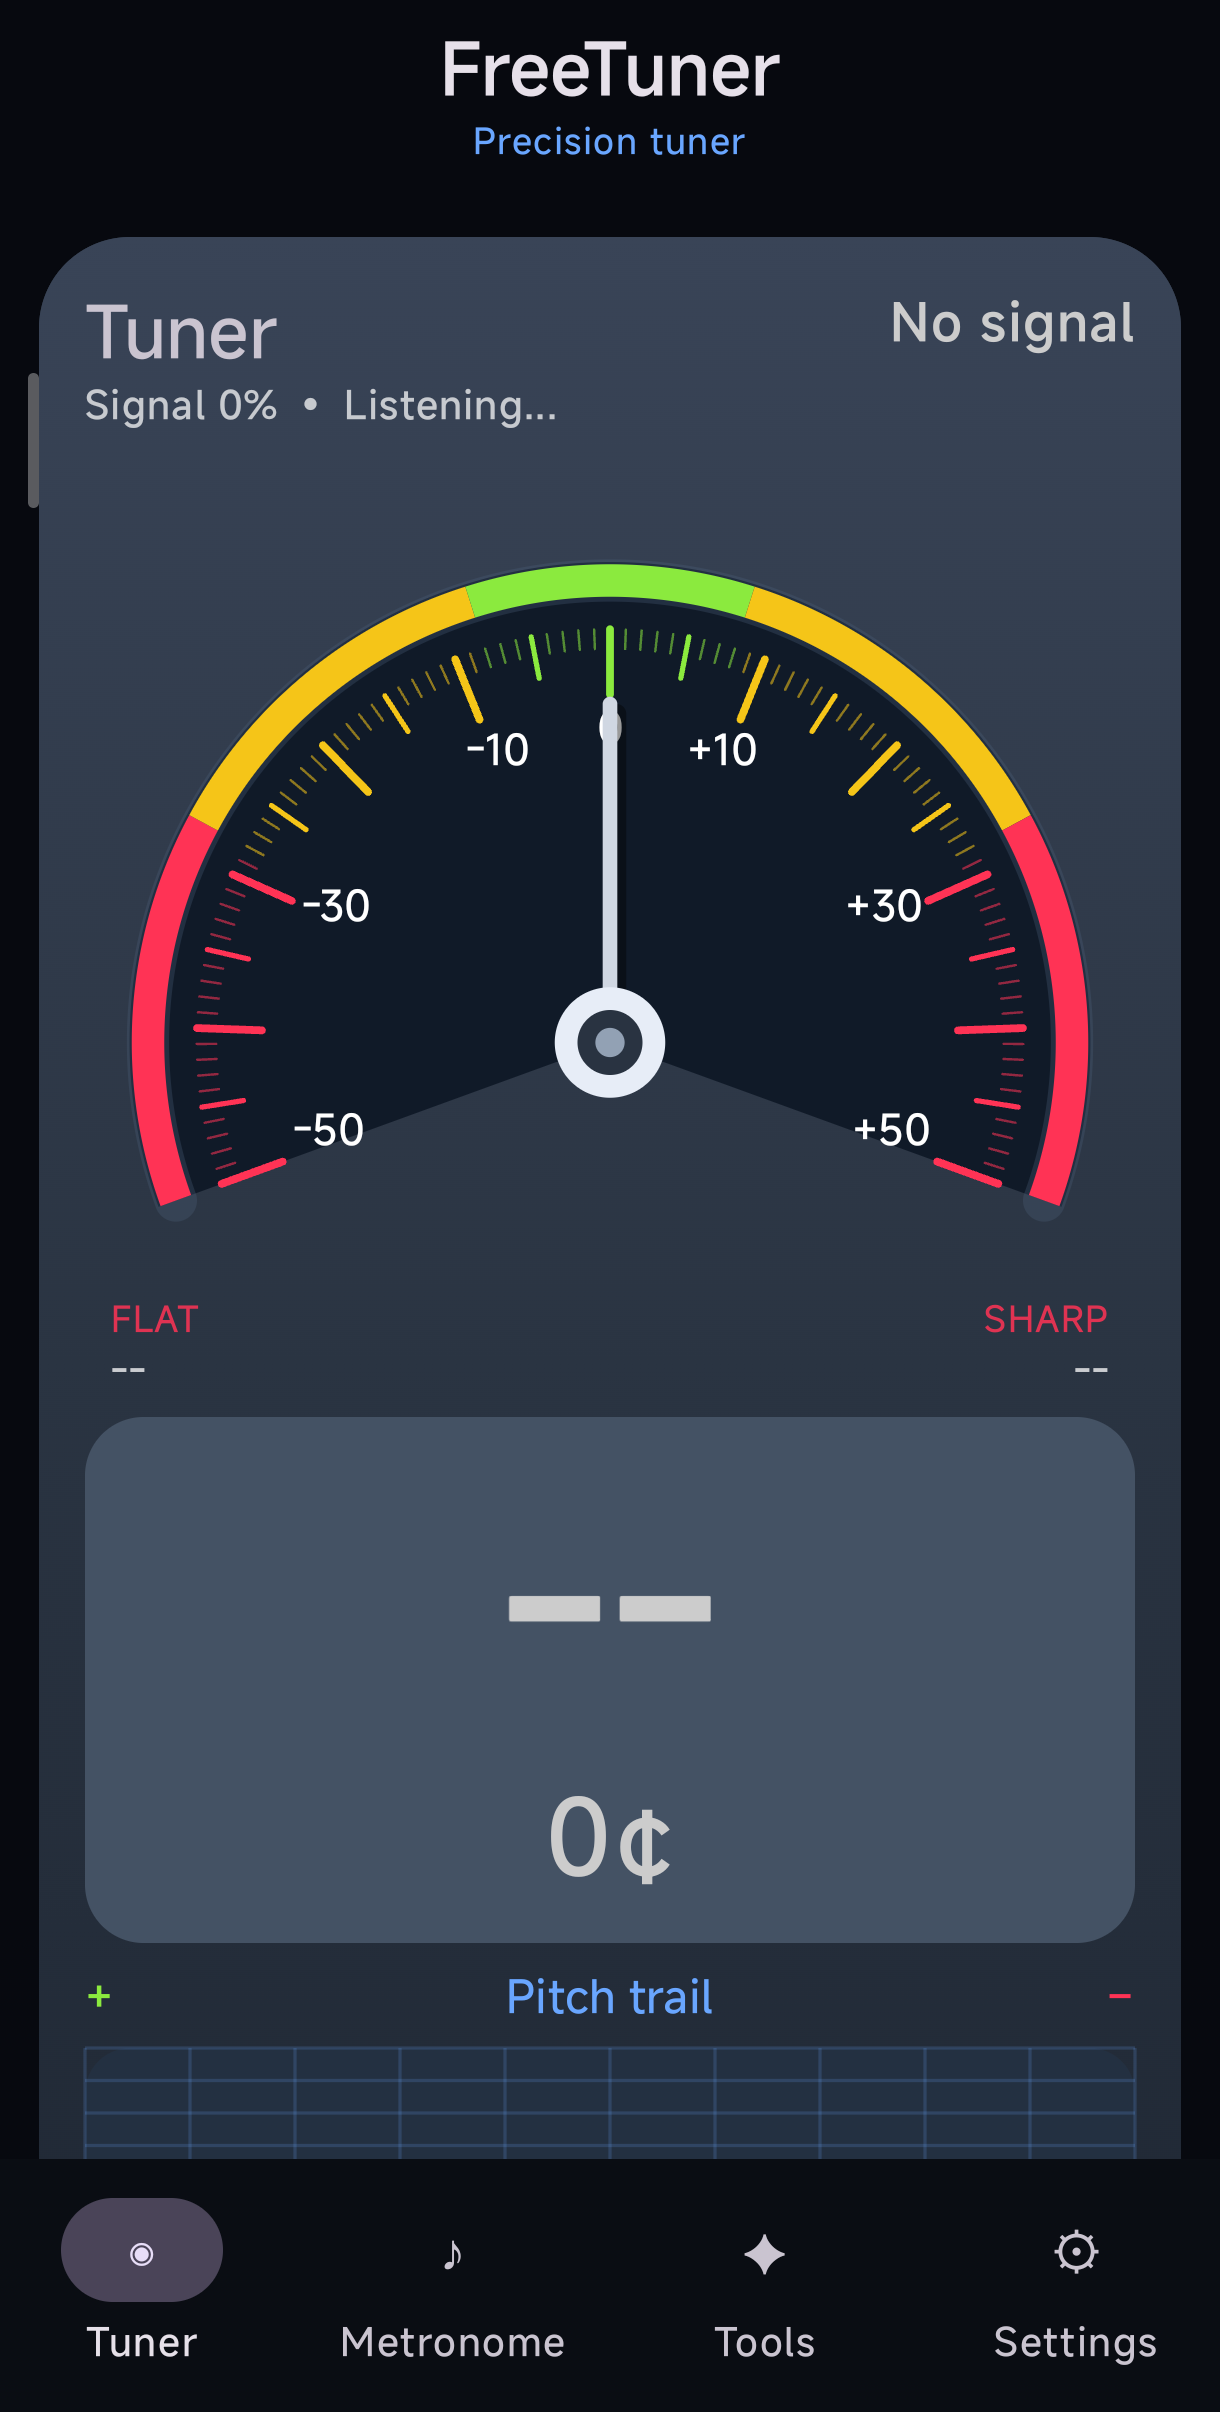 FreeTuner
Precision tuner
Tuner
No signal
Signal 0% • Listening...
-10 0 +10
-30 +30
-50 +50
FLAT SHARP
-- --
--
0¢
+ Pitch trail −
Tuner Metronome Tools Settings